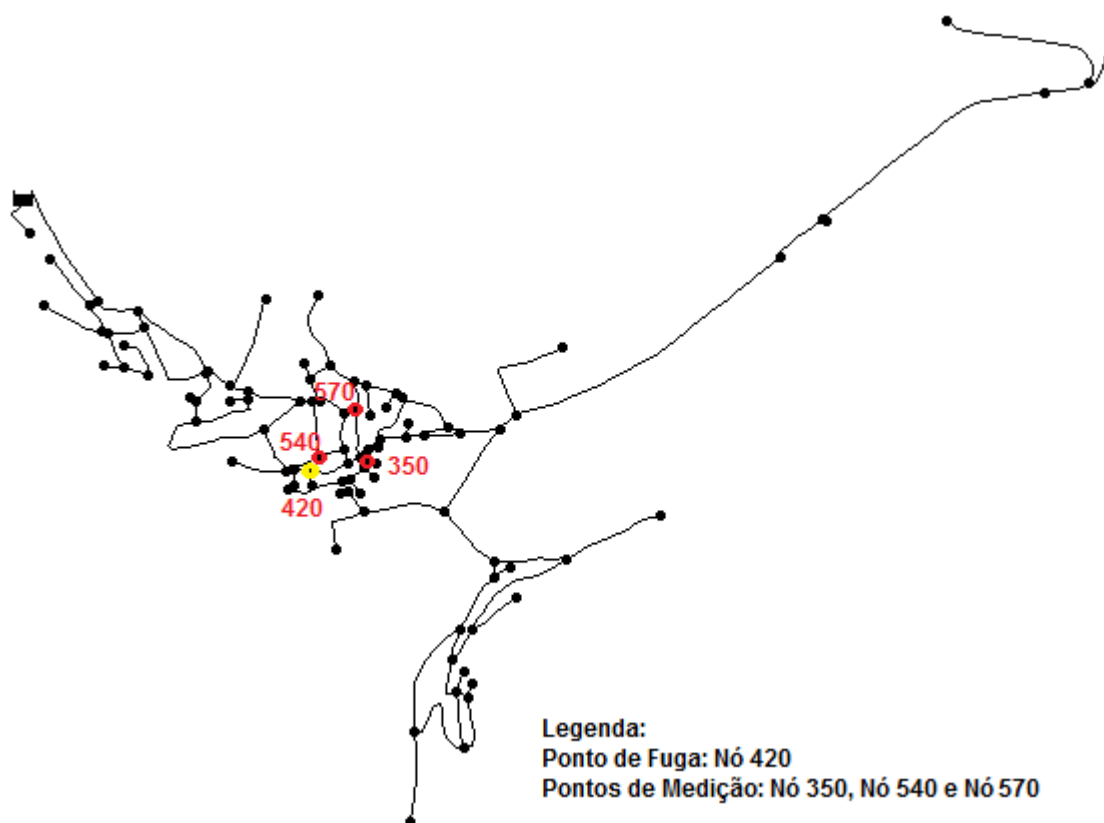 570
540
350
420
Legenda:
Ponto de Fuga: Nó 420
Pontos de Medição: Nó 350, Nó 540 e Nó 570